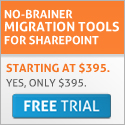 NO-BRAINER
MIGRATION TOOLS
FOR SHAREPOINT
STARTING AT $395.
YES, ONLY $395.
FREE TRIAL